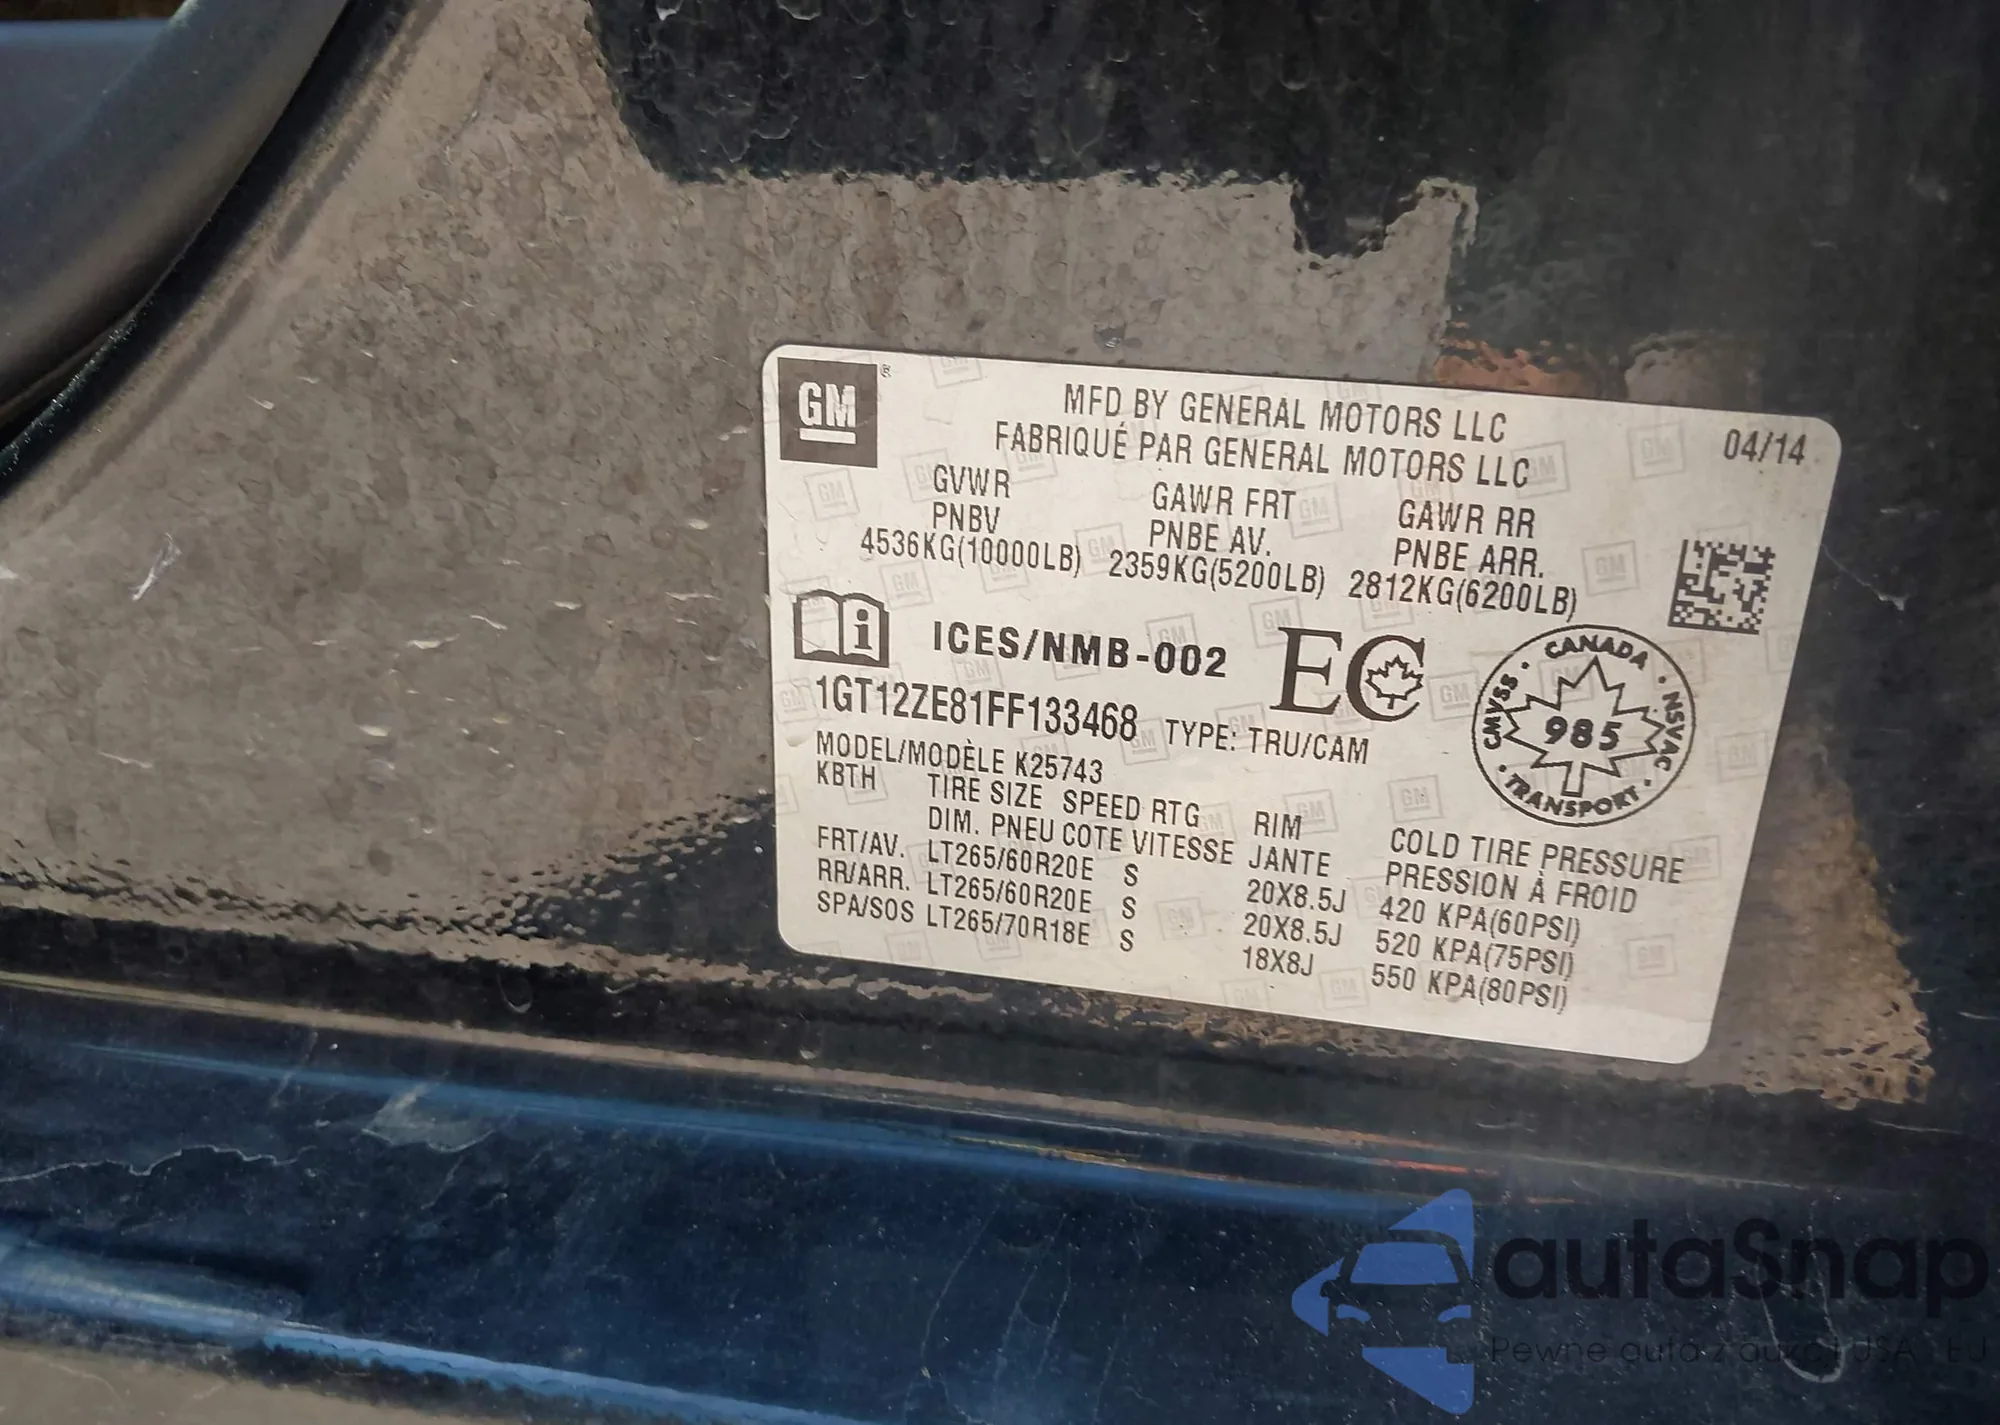 GM
MFD BY GENERAL MOTORS LLC
FABRIQUÉ PAR GENERAL MOTORS LLC
04/14
GVWR GAWR FRT GAWR RR
PNBV PNBE AV. PNBE ARR.
4536KG(10000LB) 2359KG(5200LB) 2812KG(6200LB)
i ICES/NMB-002 EC
CANADA
CMVSS · NSVAC
985
TRANSPORT
1GT12ZE81FF133468 TYPE: TRU/CAM
MODEL/MODÈLE K25743
KBTH TIRE SIZE SPEED RTG RIM COLD TIRE PRESSURE
DIM. PNEU COTE VITESSE JANTE PRESSION À FROID
FRT/AV. LT265/60R20E S 20X8.5J 420 KPA(60PSI)
RR/ARR. LT265/60R20E S 20X8.5J 520 KPA(75PSI)
SPA/SOS LT265/70R18E S 18X8J 550 KPA(80PSI)
autaSnap
Pewne auta z aukcji USA